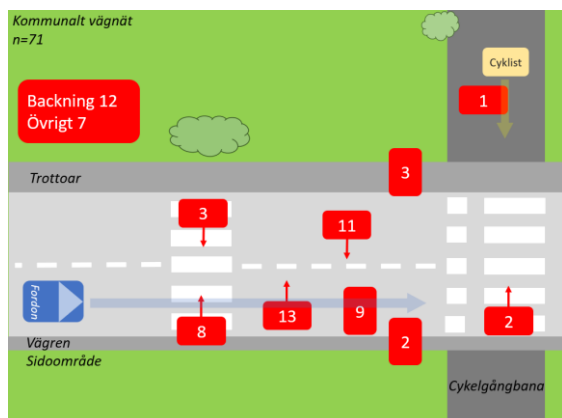 Kommunalt vägnät
n=71
Cyklist
1
Backning 12
Övrigt 7
Trottoar
3
3
11
Fordon
8
13
9
2
2
Vägren
Sidoområde
Cykelgångbana